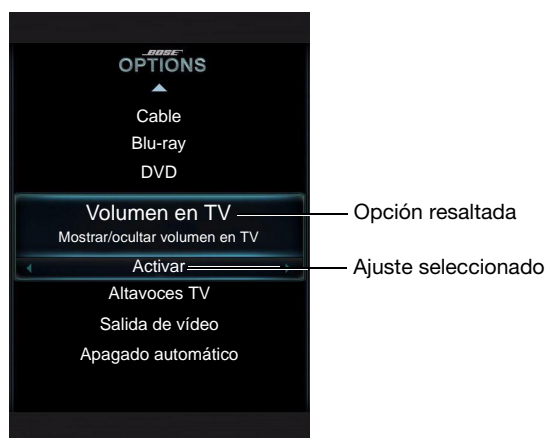 BOSE
OPTIONS
Cable
Blu-ray
DVD
Volumen en TV
Opción resaltada
Mostrar/ocultar volumen en TV
Activar
Ajuste seleccionado
Altavoces TV
Salida de vídeo
Apagado automático